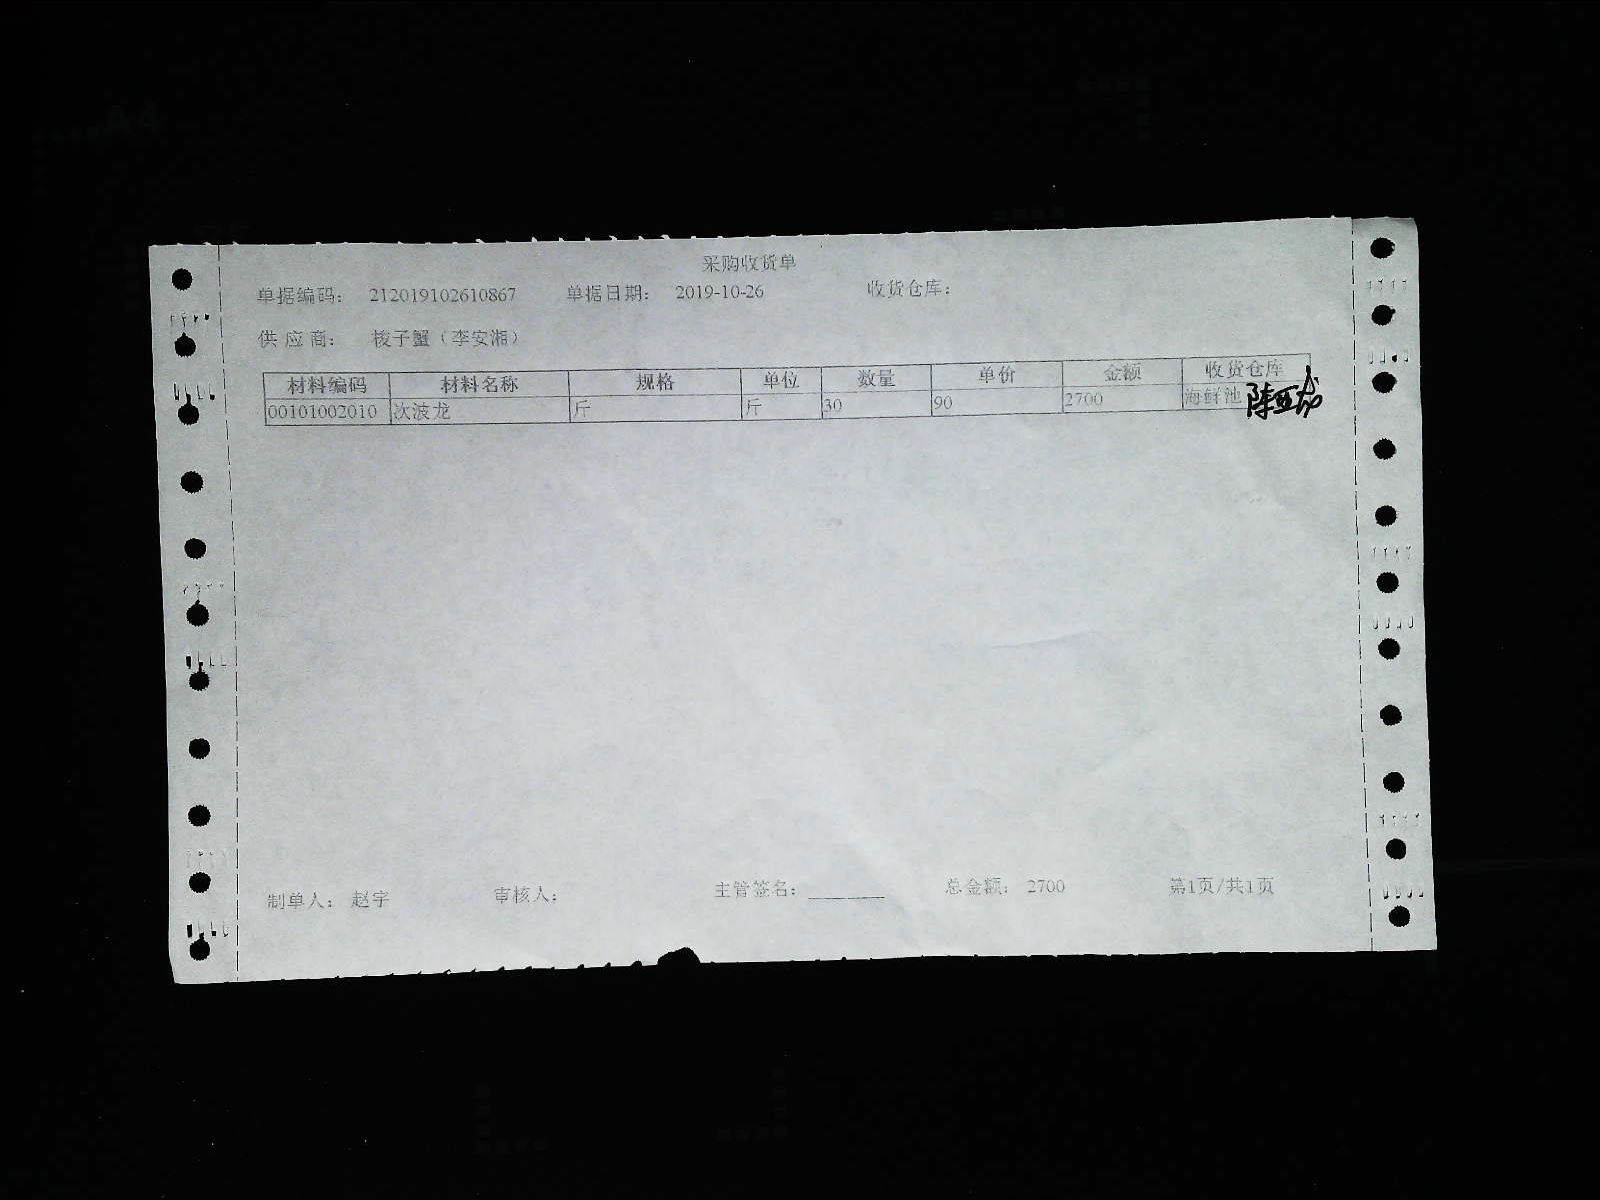 采购收货单
单据编码： 212019102610867 单据日期： 2019-10-26 收货仓库：
供应商： 梭子蟹（李安湘）
材料编码 材料名称 规格 单位 数量 单价 金额 收货仓库
00101002010 次波龙 斤 斤 30 90 2700 海鲜池
制单人： 赵宇 审核人： 主管签名： 总金额： 2700 第1页/共1页